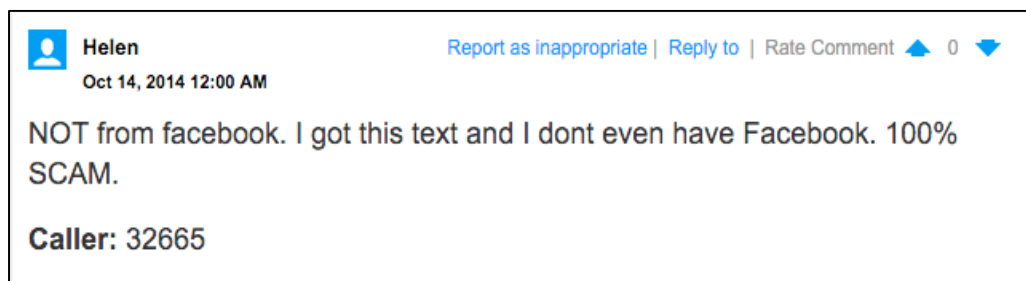 Helen
Report as inappropriate | Reply to | Rate Comment 0
Oct 14, 2014 12:00 AM
NOT from facebook. I got this text and I dont even have Facebook. 100%
SCAM.
Caller: 32665